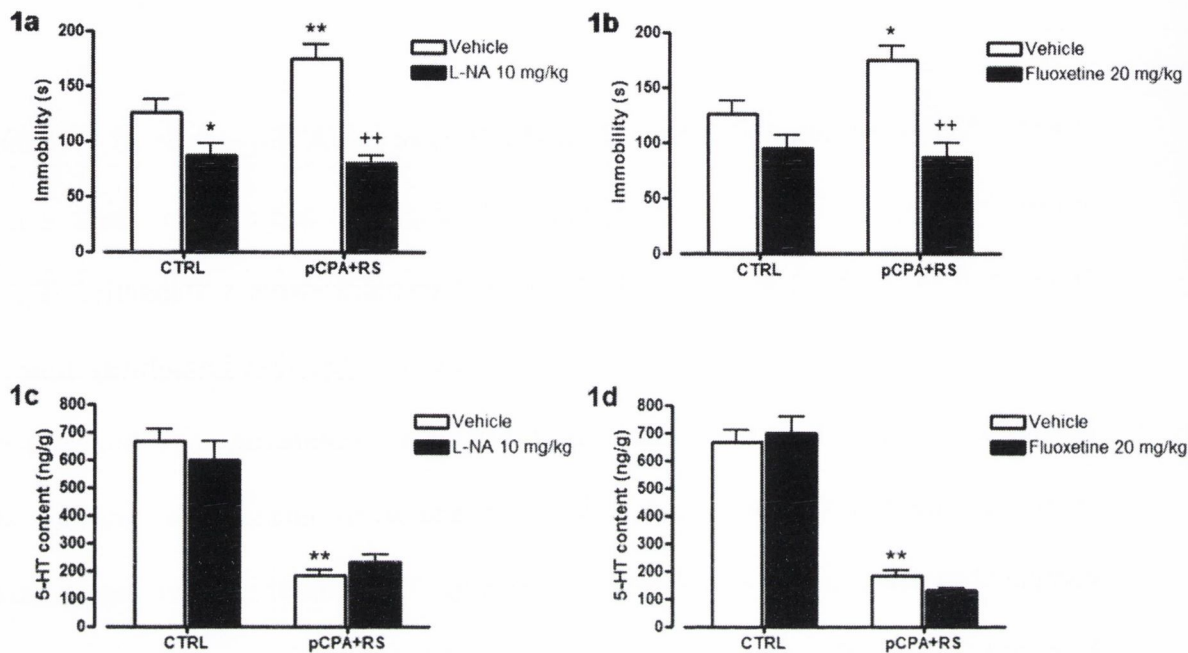 1a
Immobility (s)
200
150
100
50
0
**
*
++
CTRL
pCPA+RS
Vehicle
L-NA 10 mg/kg
1b
Immobility (s)
200
150
100
50
0
*
++
CTRL
pCPA+RS
Vehicle
Fluoxetine 20 mg/kg
1c
5-HT content (ng/g)
800
700
600
500
400
300
200
100
0
**
CTRL
pCPA+RS
Vehicle
L-NA 10 mg/kg
1d
5-HT content (ng/g)
800
700
600
500
400
300
200
100
0
**
CTRL
pCPA+RS
Vehicle
Fluoxetine 20 mg/kg